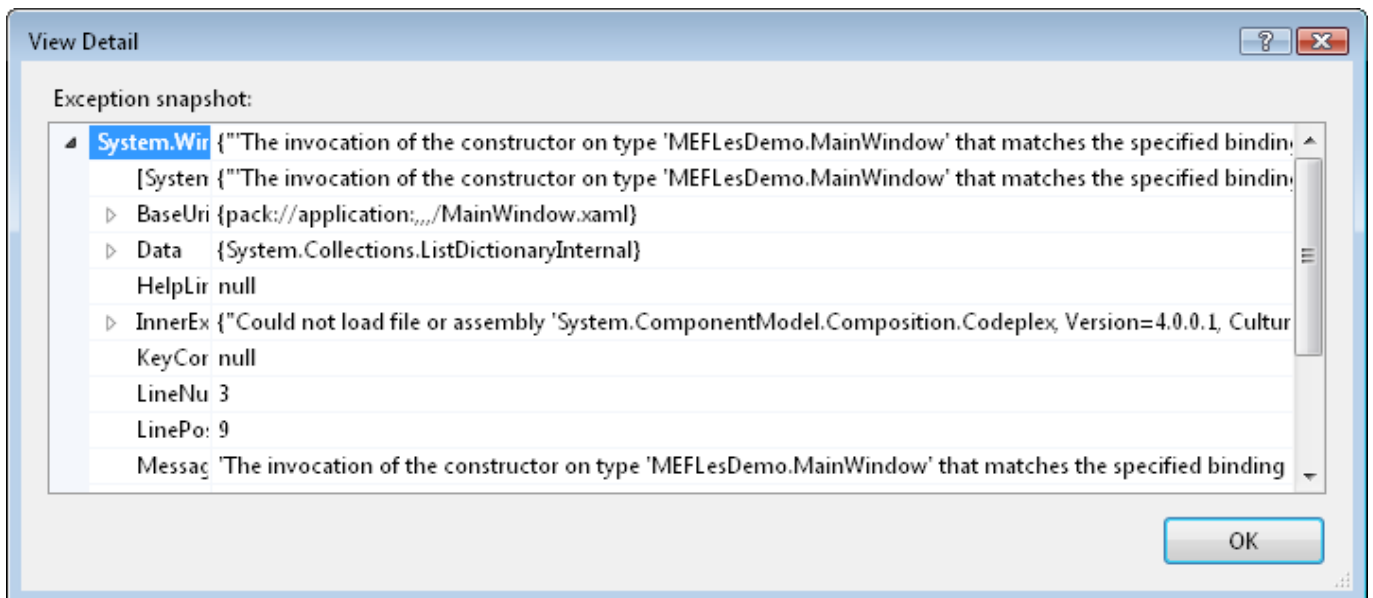 View Detail
Exception snapshot:
System.Wir {"'The invocation of the constructor on type 'MEFLesDemo.MainWindow' that matches the specified bindin
[System {"'The invocation of the constructor on type 'MEFLesDemo.MainWindow' that matches the specified bindin
BaseUri {pack://application:,,,/MainWindow.xaml}
Data {System.Collections.ListDictionaryInternal}
HelpLir null
InnerEx {"Could not load file or assembly 'System.ComponentModel.Composition.Codeplex, Version=4.0.0.1, Cultur
KeyCor null
LineNu 3
LinePo: 9
Messag 'The invocation of the constructor on type 'MEFLesDemo.MainWindow' that matches the specified binding
OK